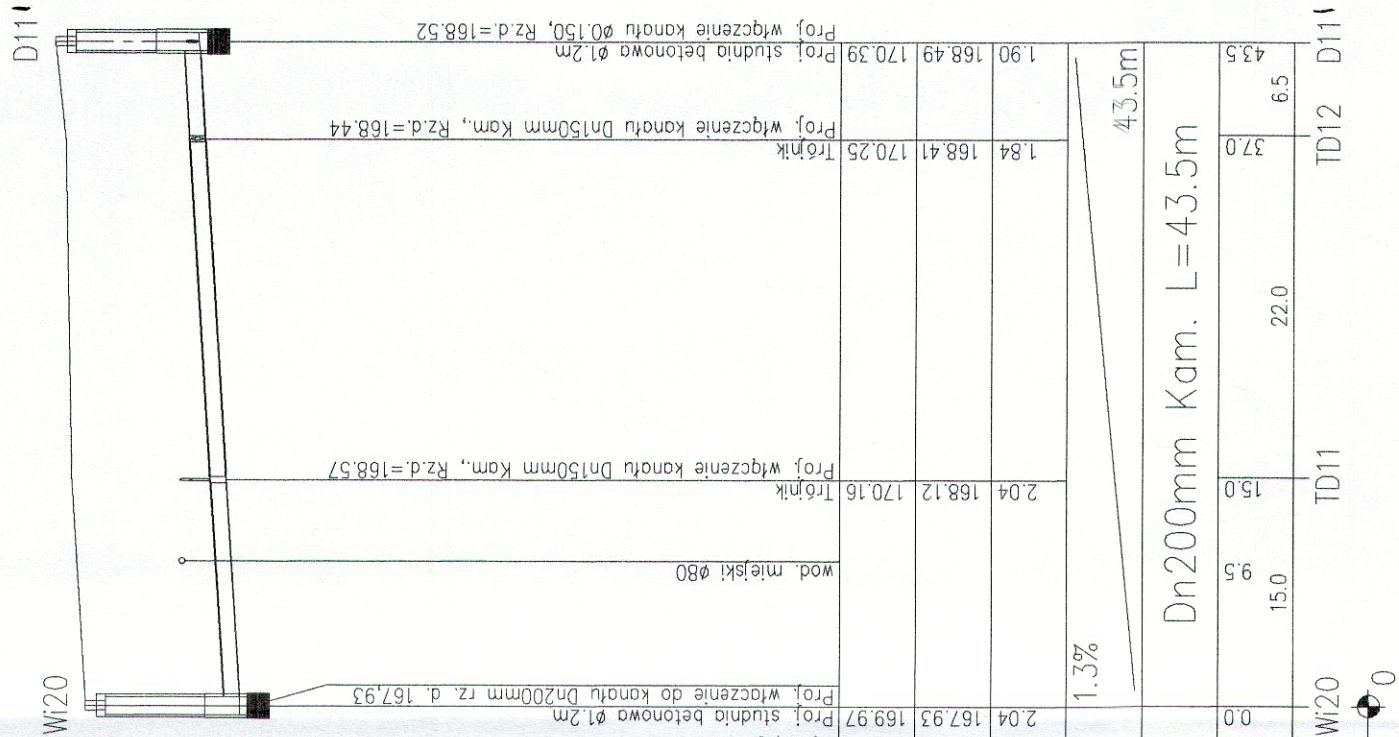 Wi20
D11
Proj. studnia betonowa ø1.2m
Proj. włączenie do kanału Dn200mm rz. d. 167,93
wod. miejski ø80
Trójnik
Proj. włączenie kanału Dn150mm Kam., Rz.d.=168.57
Trójnik
Proj. włączenie kanału Dn150mm Kam., Rz.d.=168.44
Proj. studnia betonowa ø1.2m
Proj. włączenie kanału ø0.150, Rz.d.=168.52
169.97 170.16 170.25 170.39
167.93 168.12 168.41 168.49
2.04 2.04 1.84 1.90
1.3% 43.5m
Dn200mm Kam. L=43.5m
0.0 9.5 15.0 37.0 43.5
15.0 22.0 6.5
Wi20 TD11 TD12 D11
0